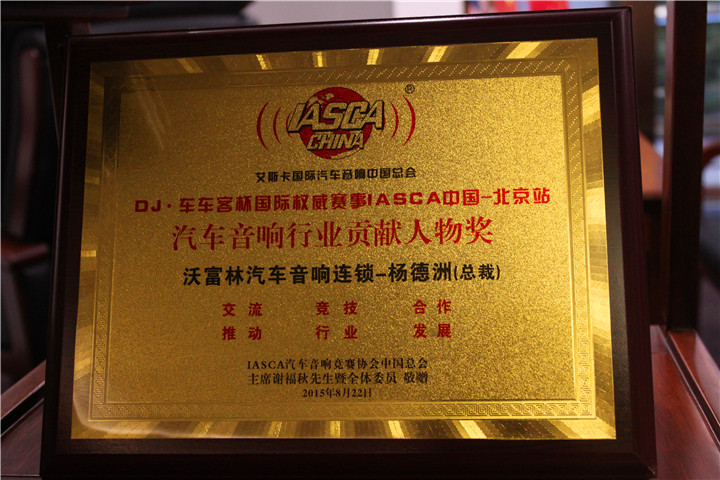 IASCA
CHINA
®
艾斯卡国际汽车音响中国总会
DJ·车车客杯国际权威赛事IASCA中国-北京站
汽车音响行业贡献人物奖
沃富林汽车音响连锁-杨德洲(总裁)
交流 竞技 合作
推动 行业 发展
IASCA汽车音响竞赛协会中国总会
主席谢福秋先生暨全体委员 敬赠
2015年8月22日